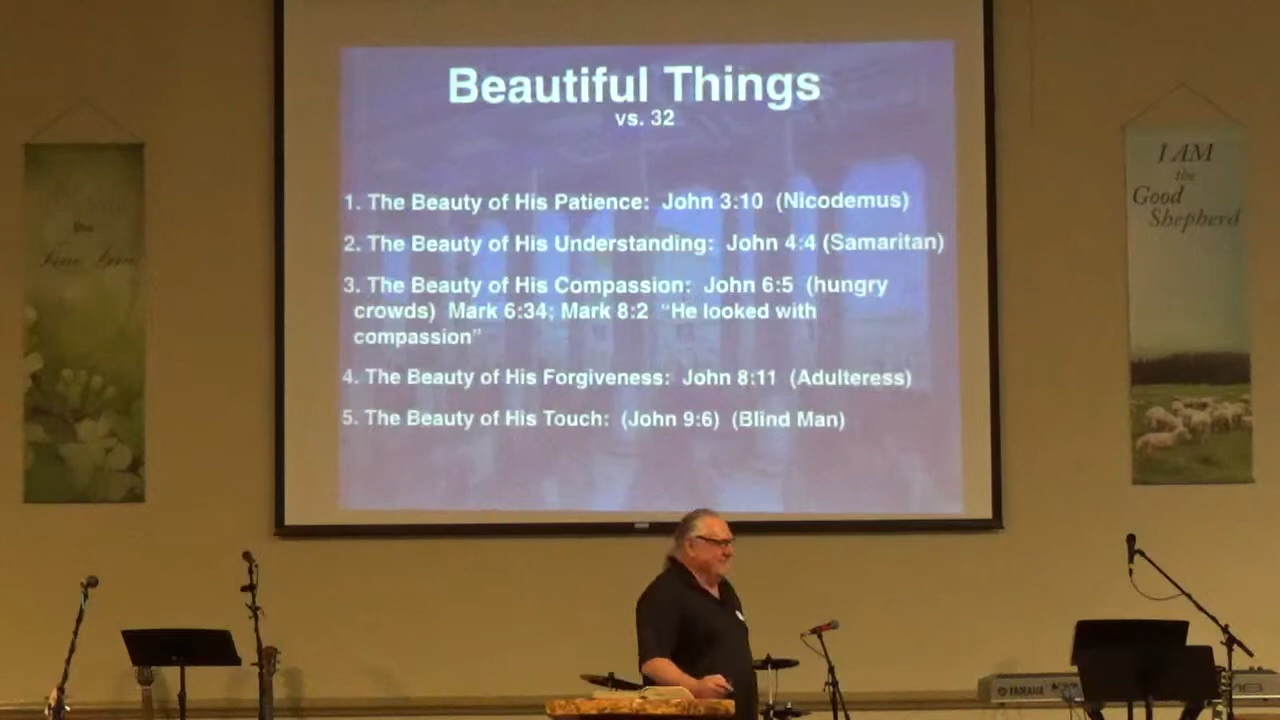 Beautiful Things
vs. 32
1. The Beauty of His Patience: John 3:10 (Nicodemus)
2. The Beauty of His Understanding: John 4:4 (Samaritan)
3. The Beauty of His Compassion: John 6:5 (hungry
crowds) Mark 6:34; Mark 8:2 “He looked with
compassion”
4. The Beauty of His Forgiveness: John 8:11 (Adulteress)
5. The Beauty of His Touch: (John 9:6) (Blind Man)
the
I AM
the
Good
Shepherd
YAMAHA